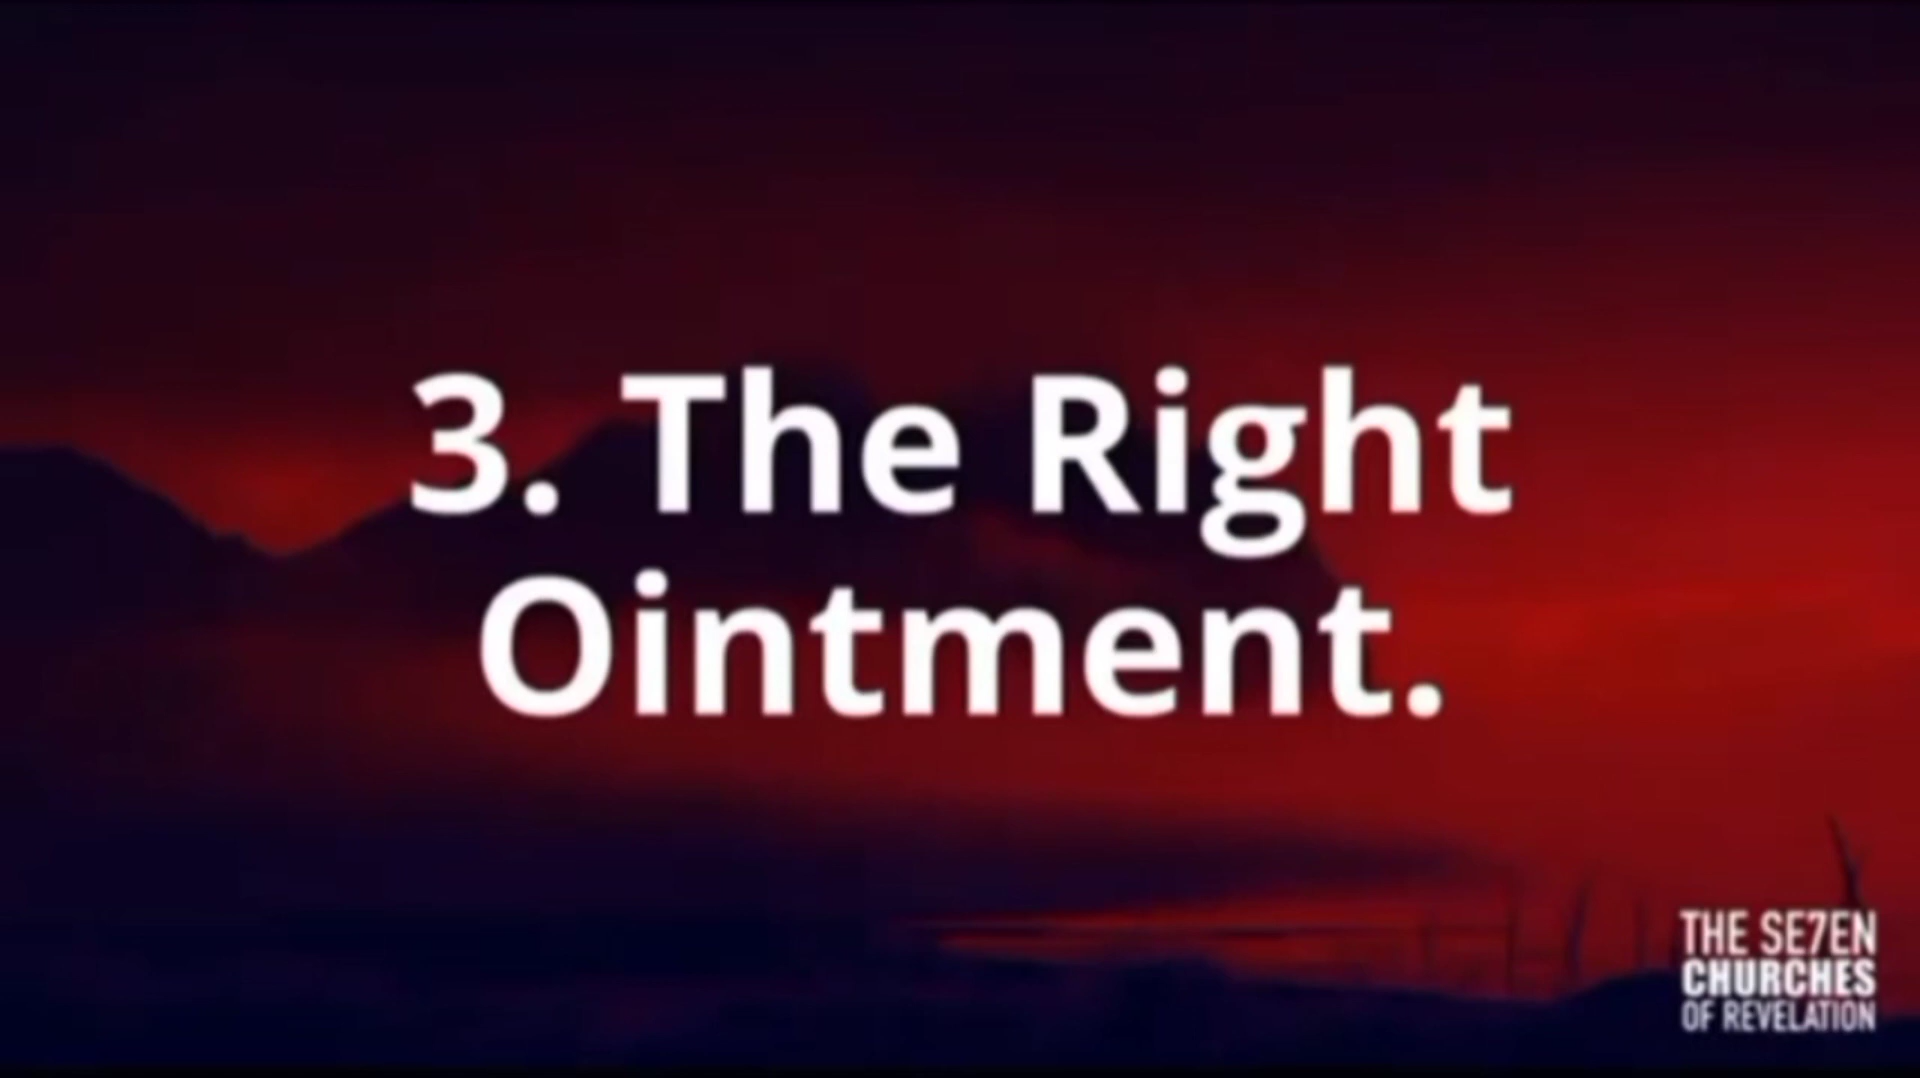 3. The Right
Ointment.
THE SE7EN
CHURCHES
OF REVELATION